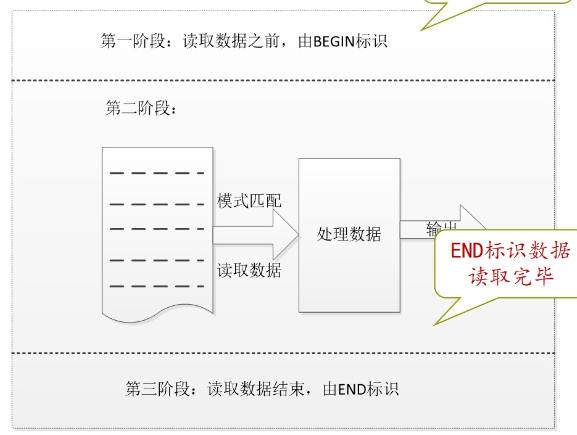 第一阶段：读取数据之前，由BEGIN标识
第二阶段：
模式匹配
读取数据
处理数据
输出
END标识数据
读取完毕
第三阶段：读取数据结束，由END标识